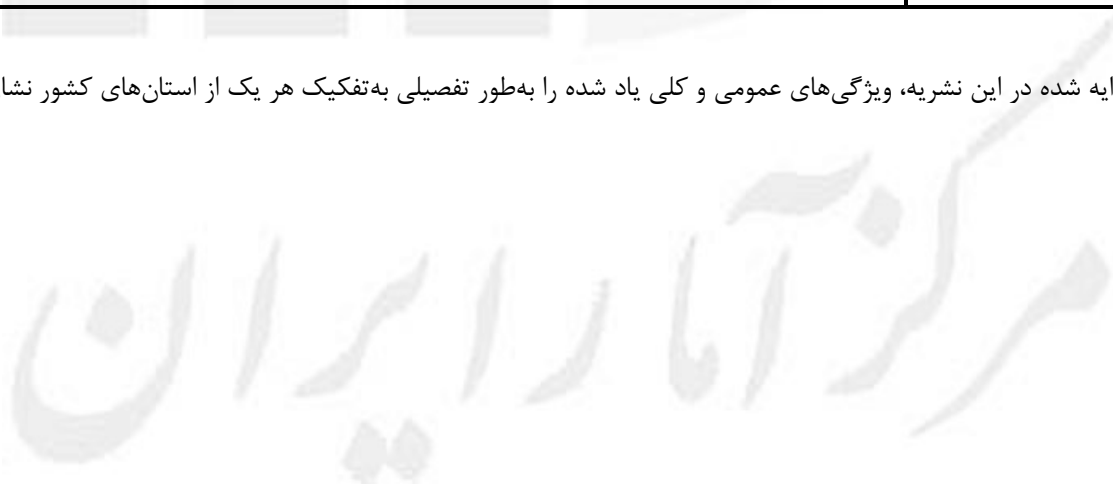 ایه شده در این نشریه، ویژگی‌های عمومی و کلی یاد شده را به‌طور تفصیلی به‌تفکیک هر یک از استان‌های کشور نشا
مرکز آمار ایران